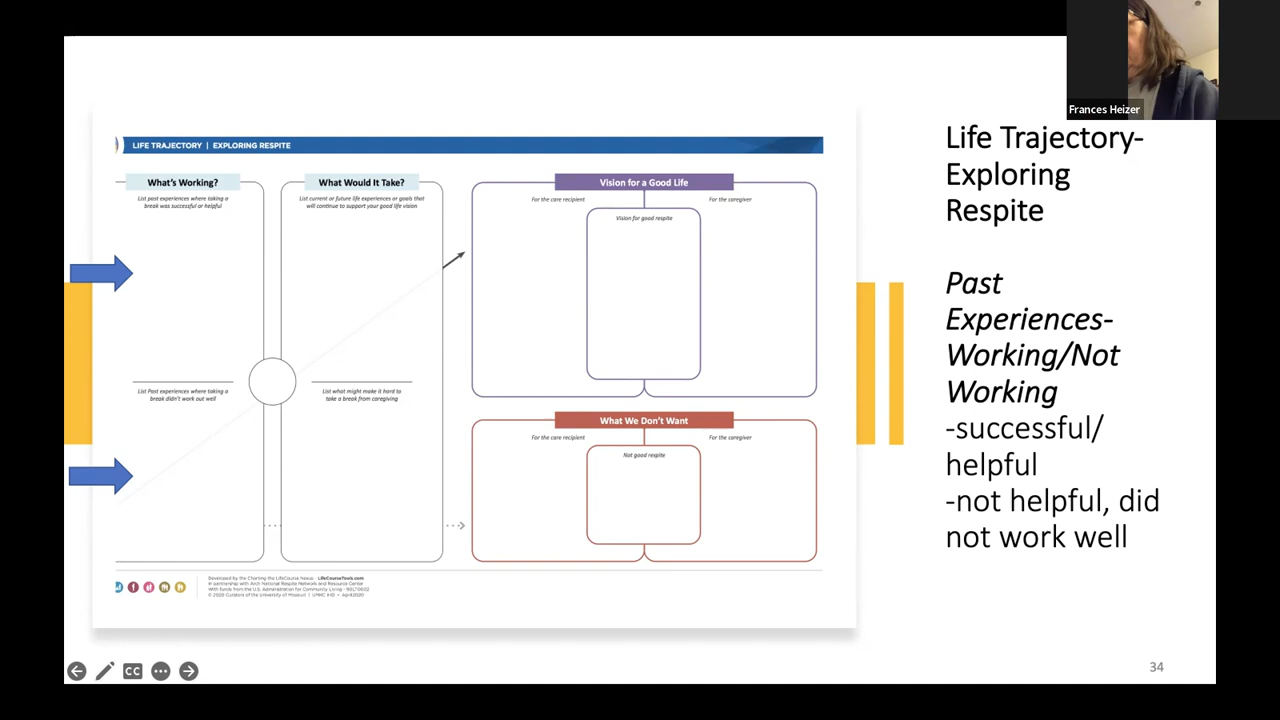 Frances Heizer
LIFE TRAJECTORY | EXPLORING RESPITE
What's Working?
List past experiences where taking a
break was successful or helpful
List Past experiences where taking a
break didn't work out well
What Would It Take?
List current or future life experiences or goals that
will continue to support your good life vision
List what might make it hard to
take a break from caregiving
Vision for a Good Life
For the care recipient
Vision for good respite
For the caregiver
What We Don't Want
For the care recipient
Not good respite
For the caregiver
Developed by the Charting the LifeCourse Nexus - LifeCourseTools.com
In partnership with Arch National Respite Network and Resource Center
With funds from the U.S. Administration for Community Living -
© 2020 Curators of the University of Missouri | UMKC IHD • April2020
Life Trajectory-
Exploring
Respite
Past
Experiences-
Working/Not
Working
-successful/
helpful
-not helpful, did
not work well
CC
34